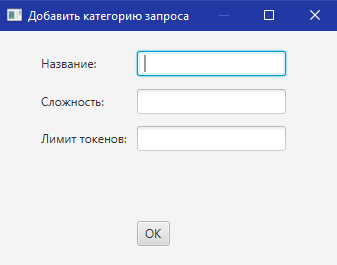 Добавить категорию запроса
Название:
Сложность:
Лимит токенов:
OK